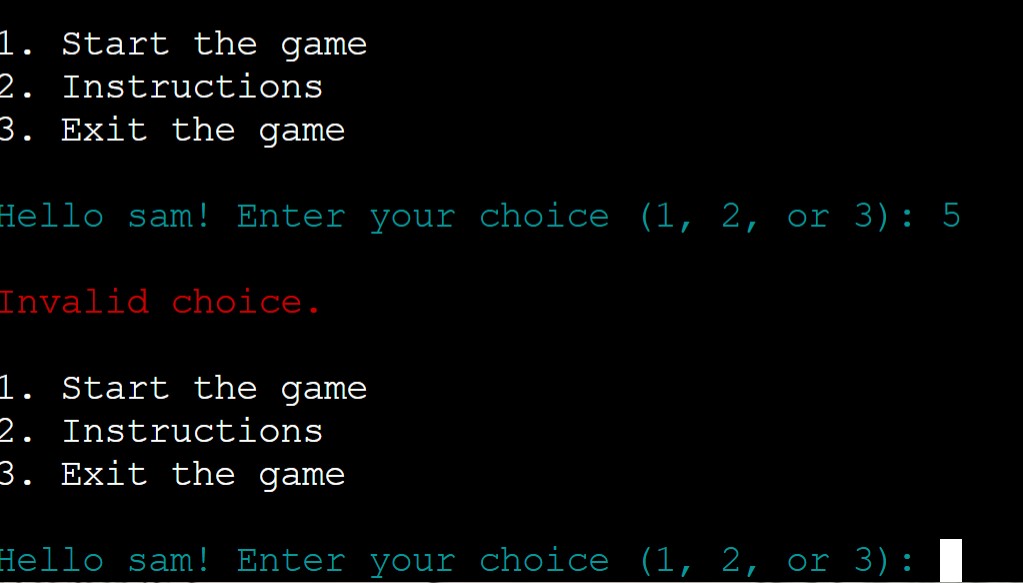 1. Start the game
2. Instructions
3. Exit the game
Hello sam! Enter your choice (1, 2, or 3): 5
Invalid choice.
1. Start the game
2. Instructions
3. Exit the game
Hello sam! Enter your choice (1, 2, or 3):